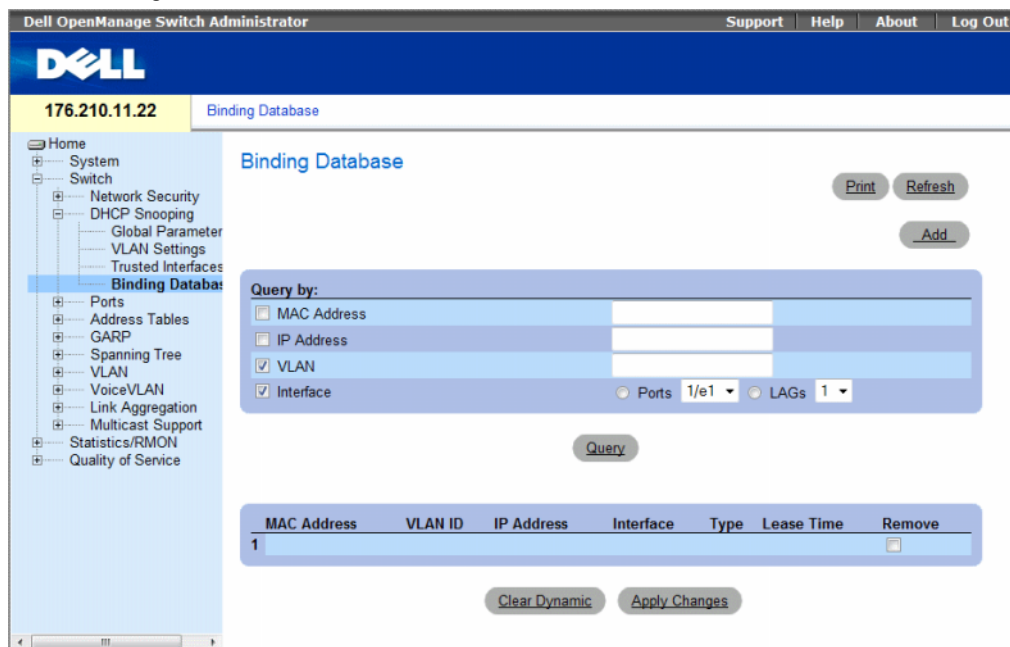 Dell OpenManage Switch Administrator Support Help About Log Out
DELL
176.210.11.22 Binding Database
Home
System
Switch
Network Security
DHCP Snooping
Global Parameter
VLAN Settings
Trusted Interfaces
Binding Databas
Ports
Address Tables
GARP
Spanning Tree
VLAN
VoiceVLAN
Link Aggregation
Multicast Support
Statistics/RMON
Quality of Service
Binding Database
Print Refresh
Add
Query by:
MAC Address
IP Address
VLAN
Interface Ports 1/e1 LAGs 1
Query
MAC Address VLAN ID IP Address Interface Type Lease Time Remove
1
Clear Dynamic Apply Changes